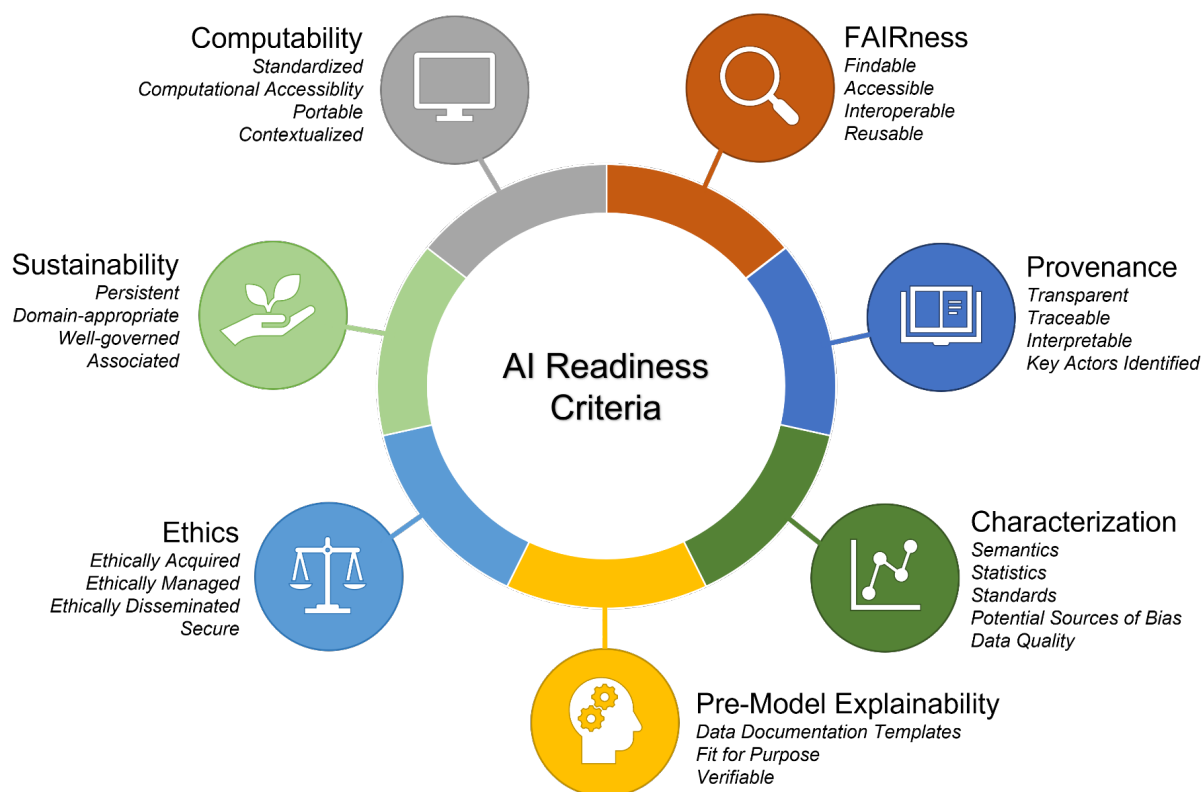 Computability
Standardized
Computational Accessiblity
Portable
Contextualized
FAIRness
Findable
Accessible
Interoperable
Reusable
Sustainability
Persistent
Domain-appropriate
Well-governed
Associated
Provenance
Transparent
Traceable
Interpretable
Key Actors Identified
AI Readiness
Criteria
Ethics
Ethically Acquired
Ethically Managed
Ethically Disseminated
Secure
Characterization
Semantics
Statistics
Standards
Potential Sources of Bias
Data Quality
Pre-Model Explainability
Data Documentation Templates
Fit for Purpose
Verifiable